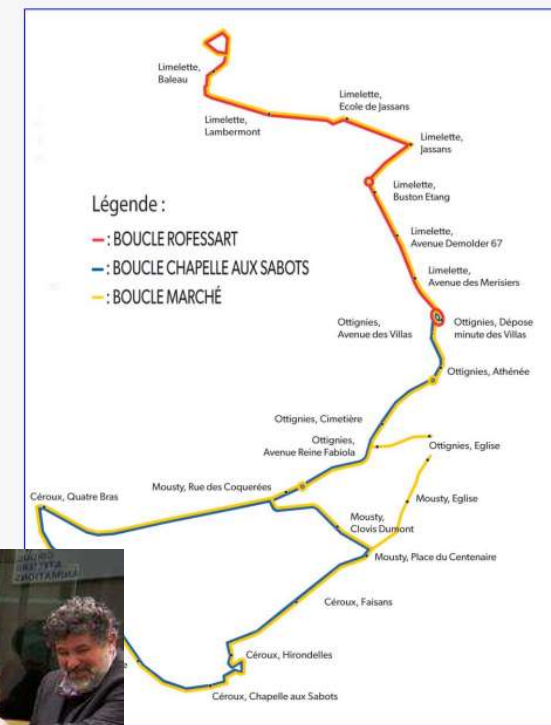 Limelette,
Baleau
Limelette,
Ecole de Jassans
Limelette,
Lambermont
Limelette,
Jassans
Limelette,
Buston Etang
Légende :
– : BOUCLE ROFESSART
– : BOUCLE CHAPELLE AUX SABOTS
– : BOUCLE MARCHÉ
Limelette,
Avenue Demolder 67
Limelette,
Avenue des Merisiers
Ottignies,
Avenue des Villas
Ottignies, Dépose
minute des Villas
Ottignies, Athénée
Ottignies, Cimetière
Ottignies,
Avenue Reine Fabiola
Ottignies, Eglise
Mousty, Rue des Coquerées
Céroux, Quatre Bras
Mousty, Eglise
Mousty,
Clovis Dumont
Mousty, Place du Centenaire
Céroux, Faisans
Céroux, Hirondelles
Céroux, Chapelle aux Sabots